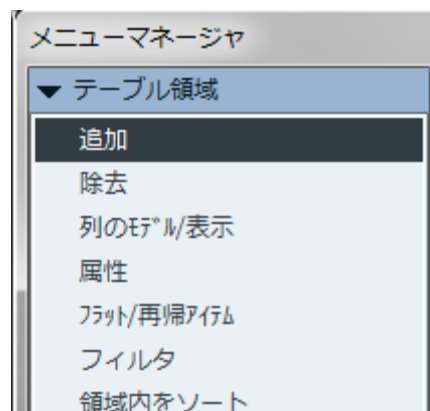 メニューマネージャ
▼ テーブル領域
追加
除去
列のﾓﾃﾞﾙ/表示
属性
ﾌﾗｯﾄ/再帰ｱｲﾃﾑ
フィルタ
領域内をソート